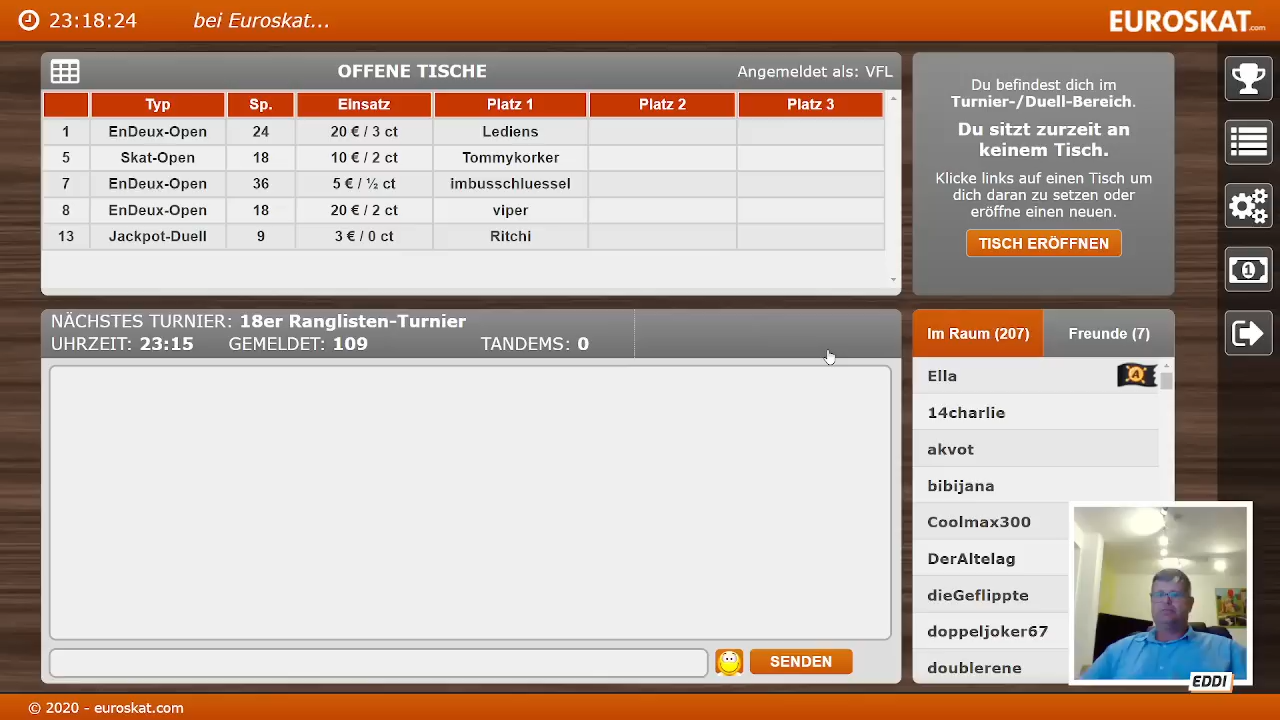 23:18:24
bei Euroskat...
EUROSKAT.com
OFFENE TISCHE
Angemeldet als: VFL
Typ Sp. Einsatz Platz 1 Platz 2 Platz 3
1 EnDeux-Open 24 20 € / 3 ct Lediens
5 Skat-Open 18 10 € / 2 ct Tommykorker
7 EnDeux-Open 36 5 € / ½ ct imbusschluessel
8 EnDeux-Open 18 20 € / 2 ct viper
13 Jackpot-Duell 9 3 € / 0 ct Ritchi
Du befindest dich im
Turnier-/Duell-Bereich.
Du sitzt zurzeit an
keinem Tisch.
Klicke links auf einen Tisch um
dich daran zu setzen oder
eröffne einen neuen.
TISCH ERÖFFNEN
1
NÄCHSTES TURNIER: 18er Ranglisten-Turnier
UHRZEIT: 23:15 GEMELDET: 109 TANDEMS: 0
Im Raum (207) Freunde (7)
Ella
A
14charlie
akvot
bibijana
Coolmax300
DerAltelag
dieGeflippte
doppeljoker67
doublerene
SENDEN
EDDI
© 2020 - euroskat.com